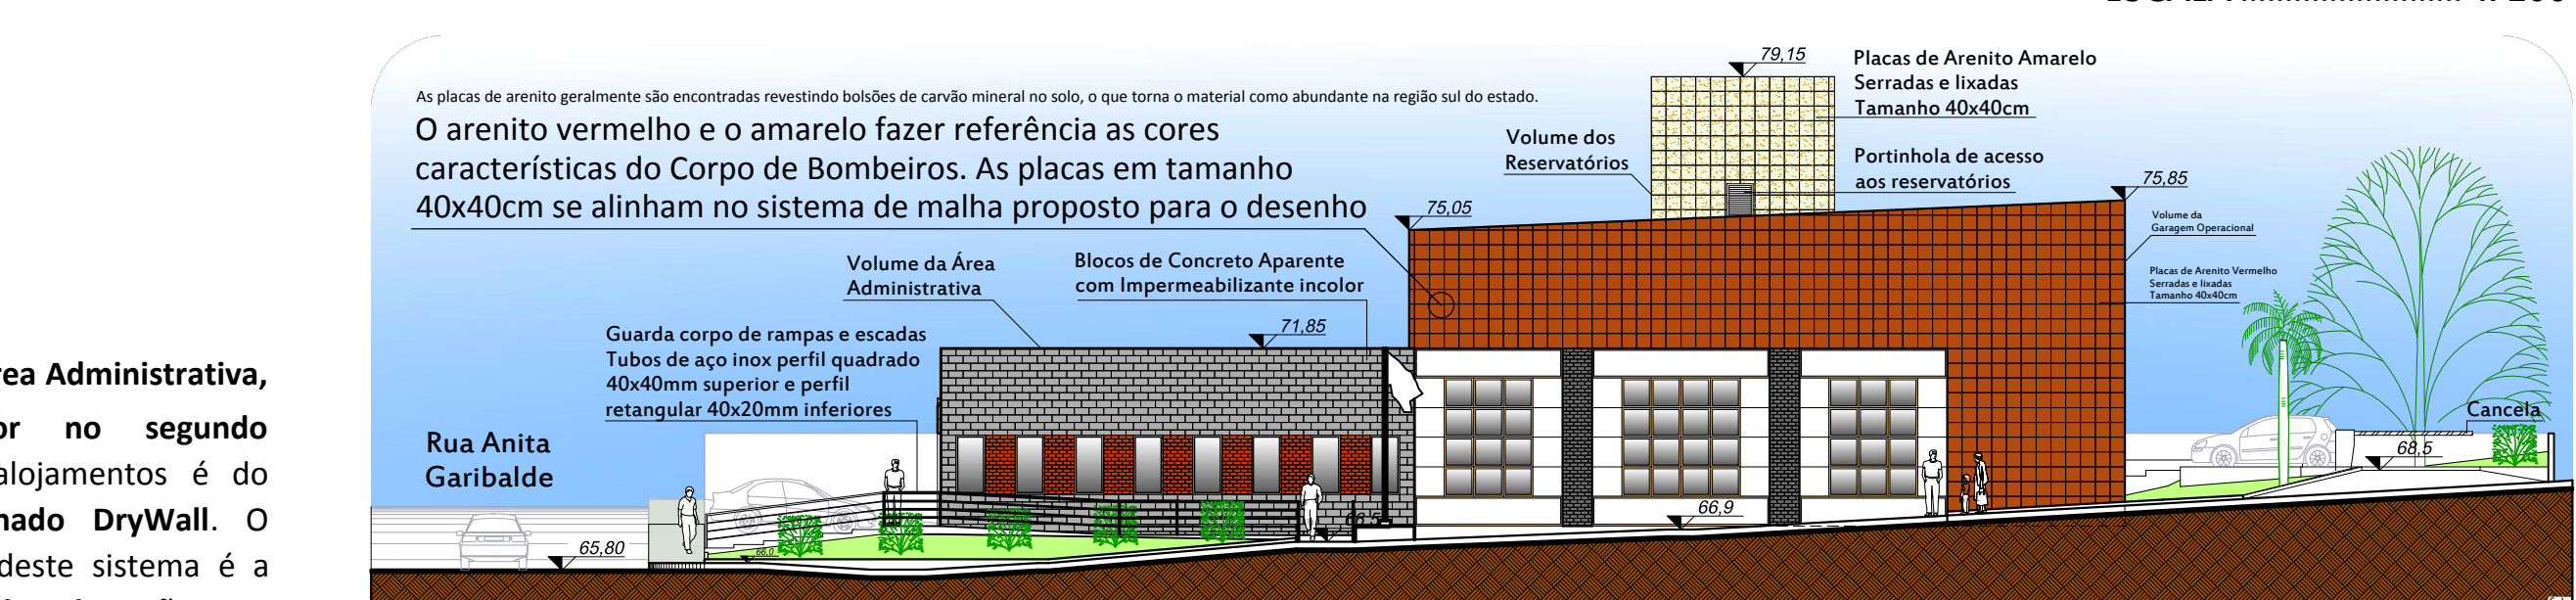 rea Administrativa,
or no segundo
alojamentos é do
nado DryWall. O
deste sistema é a
As placas de arenito geralmente são encontradas revestindo bolsões de carvão mineral no solo, o que torna o material como abundante na região sul do estado.
O arenito vermelho e o amarelo fazer referência as cores
características do Corpo de Bombeiros. As placas em tamanho
40x40cm se alinham no sistema de malha proposto para o desenho
79,15
Placas de Arenito Amarelo
Serradas e lixadas
Tamanho 40x40cm
Volume dos
Reservatórios
Portinhola de acesso
aos reservatórios
75,85
75,05
Volume da
Garagem Operacional
Placas de Arenito Vermelho
Serradas e lixadas
Tamanho 40x40cm
Volume da Área
Administrativa
Blocos de Concreto Aparente
com Impermeabilizante incolor
71,85
Guarda corpo de rampas e escadas
Tubos de aço inox perfil quadrado
40x40mm superior e perfil
retangular 40x20mm inferiores
Rua Anita
Garibalde
Cancela
68,5
66,9
66,5
65,80
66,0